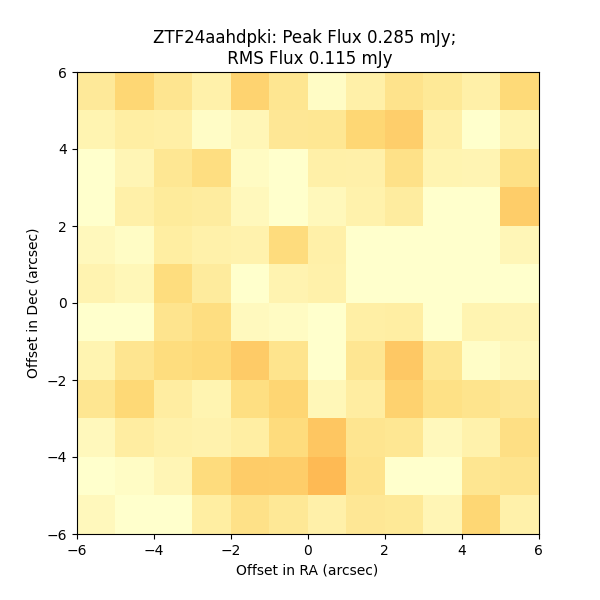 ZTF24aahdpki: Peak Flux 0.285 mJy;
RMS Flux 0.115 mJy
6
4
2
0
−2
−4
−6
Offset in Dec (arcsec)
−6 −4 −2 0 2 4 6
Offset in RA (arcsec)